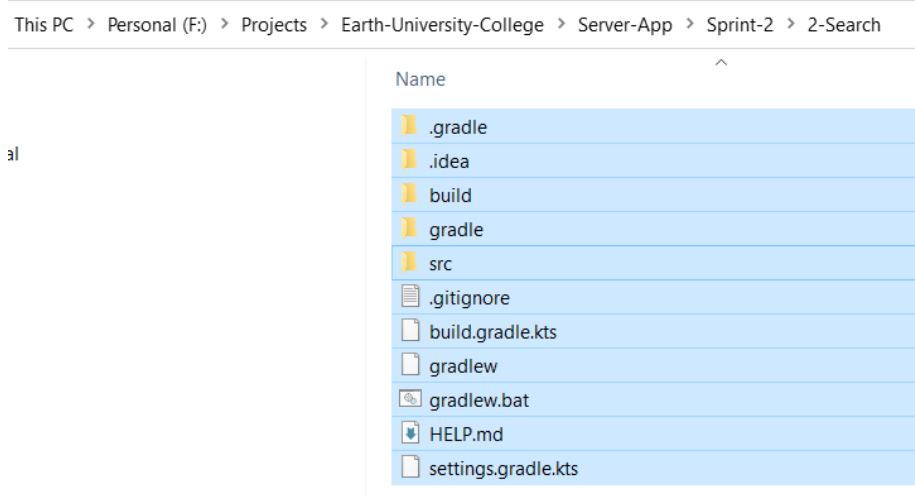 This PC > Personal (F:) > Projects > Earth-University-College > Server-App > Sprint-2 > 2-Search
Name
al
.gradle
.idea
build
gradle
src
.gitignore
build.gradle.kts
gradlew
gradlew.bat
HELP.md
settings.gradle.kts